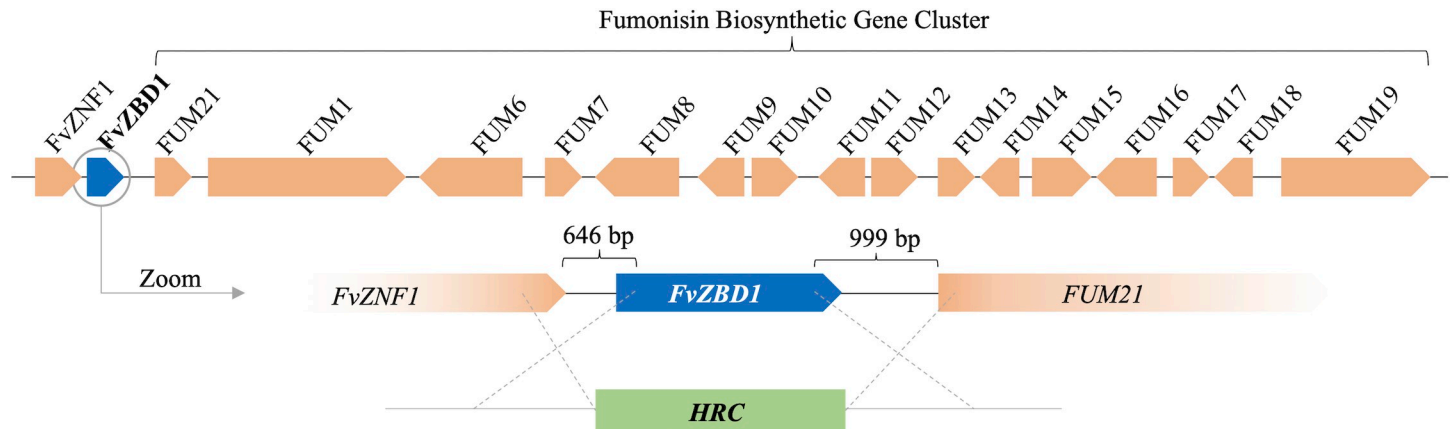 Fumonisin Biosynthetic Gene Cluster
FvZNF1
FvZBD1
FUM21
FUM1
FUM6
FUM7
FUM8
FUM9
FUM10
FUM11
FUM12
FUM13
FUM14
FUM15
FUM16
FUM17
FUM18
FUM19
646 bp
999 bp
Zoom
FvZNF1
FvZBD1
FUM21
HRC